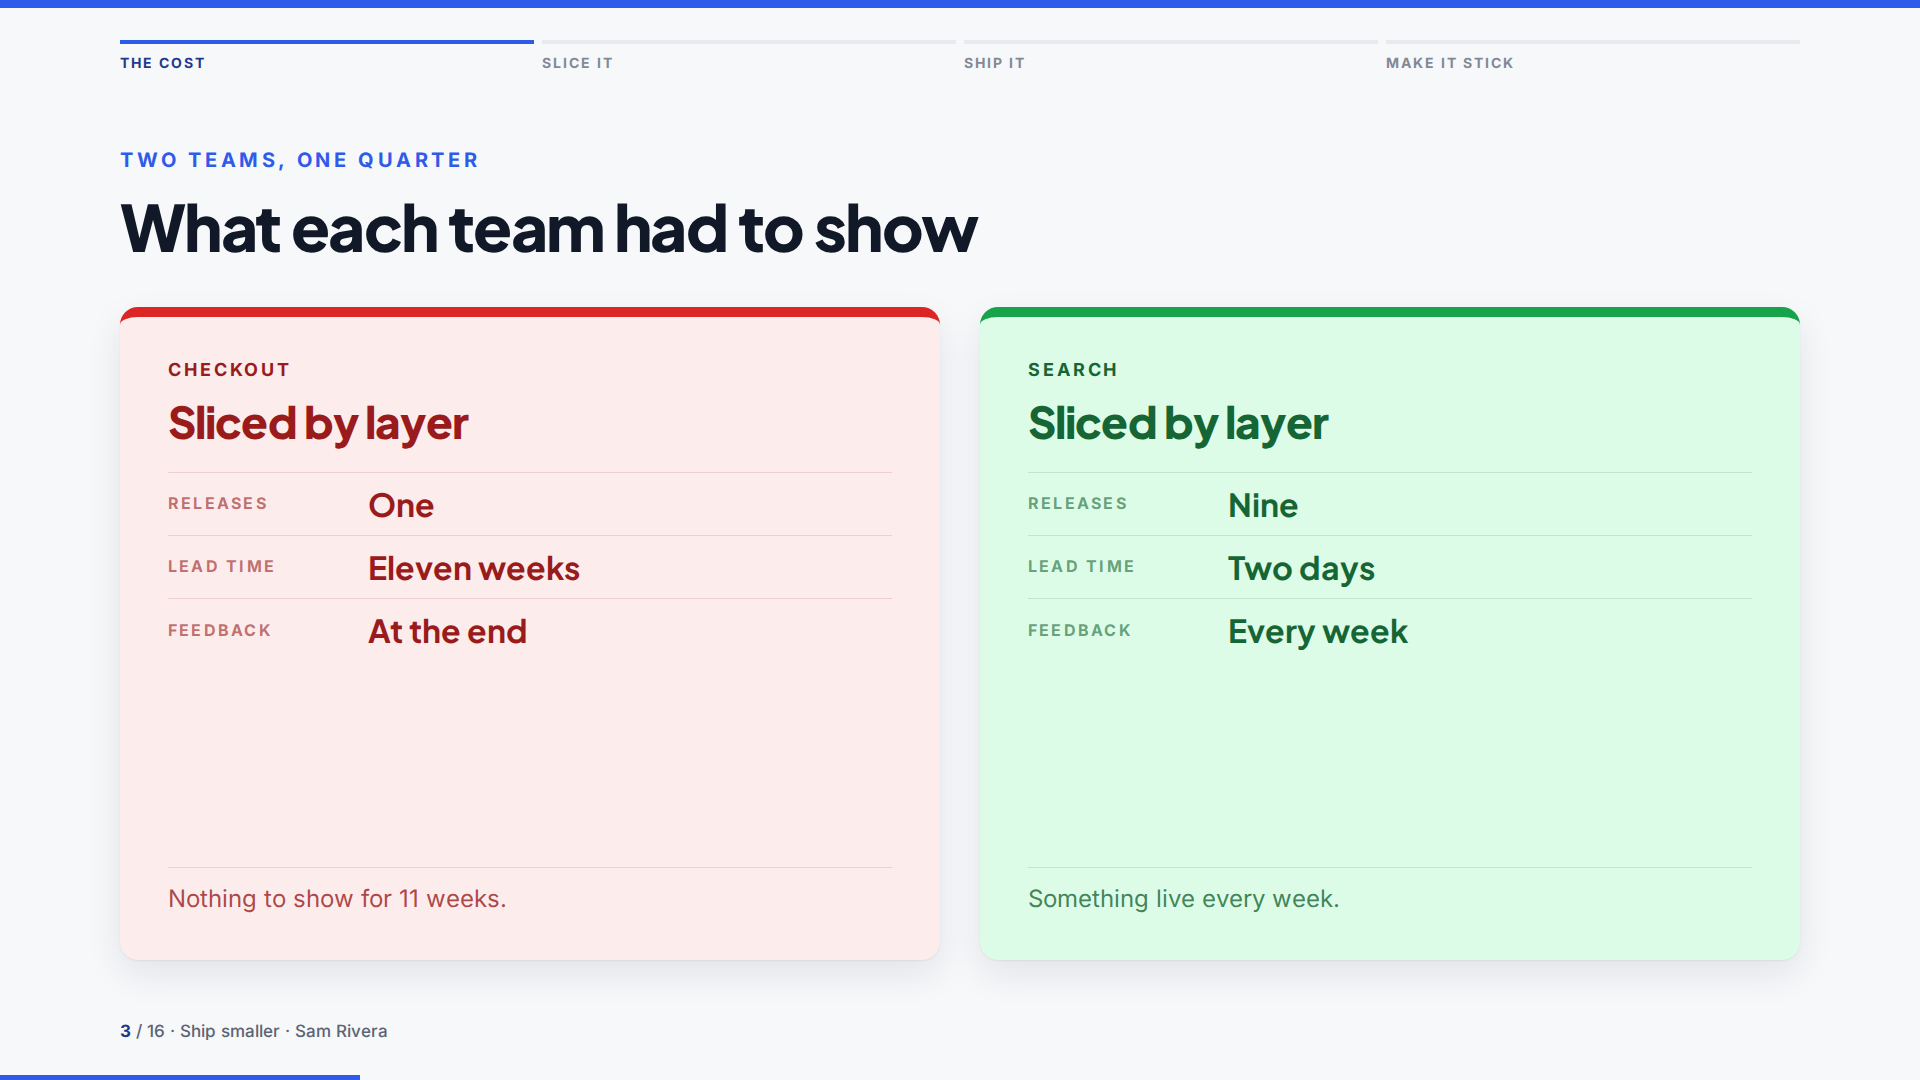 THE COST
SLICE IT
SHIP IT
MAKE IT STICK
TWO TEAMS, ONE QUARTER
What each team had to show
CHECKOUT
Sliced by layer
RELEASES One
LEAD TIME Eleven weeks
FEEDBACK At the end
Nothing to show for 11 weeks.
SEARCH
Sliced by layer
RELEASES Nine
LEAD TIME Two days
FEEDBACK Every week
Something live every week.
3 / 16 · Ship smaller · Sam Rivera